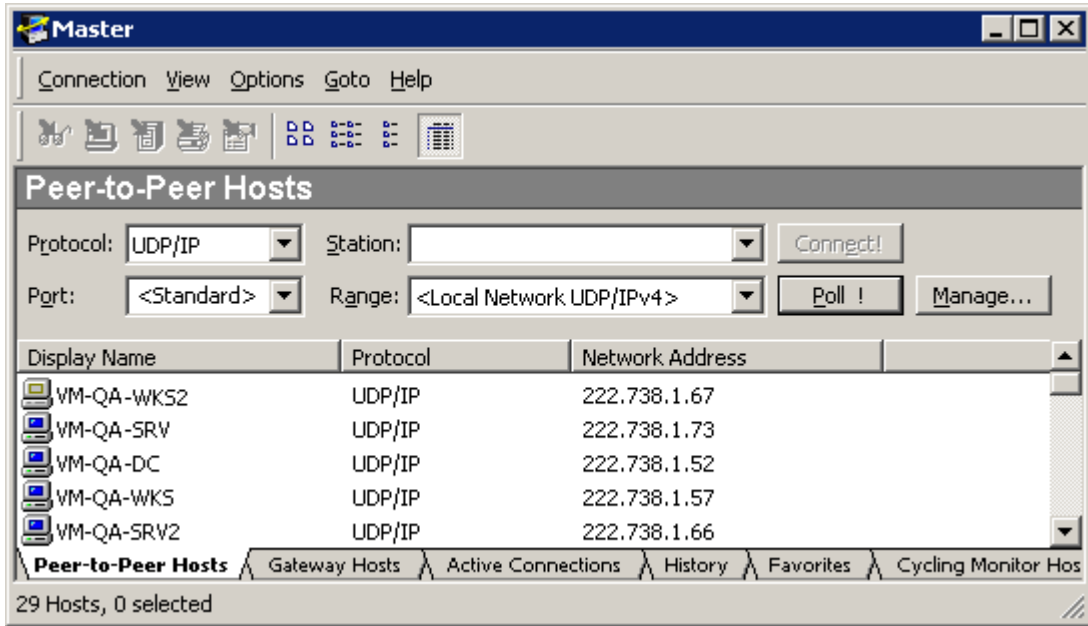 Master
Connection View Options Goto Help
Peer-to-Peer Hosts
Protocol: UDP/IP Station: Connect!
Port: <Standard> Range: <Local Network UDP/IPv4> Poll ! Manage...
Display Name Protocol Network Address
VM-QA-WKS2 UDP/IP 222.738.1.67
VM-QA-SRV UDP/IP 222.738.1.73
VM-QA-DC UDP/IP 222.738.1.52
VM-QA-WKS UDP/IP 222.738.1.57
VM-QA-SRV2 UDP/IP 222.738.1.66
Peer-to-Peer Hosts Gateway Hosts Active Connections History Favorites Cycling Monitor Hos
29 Hosts, 0 selected